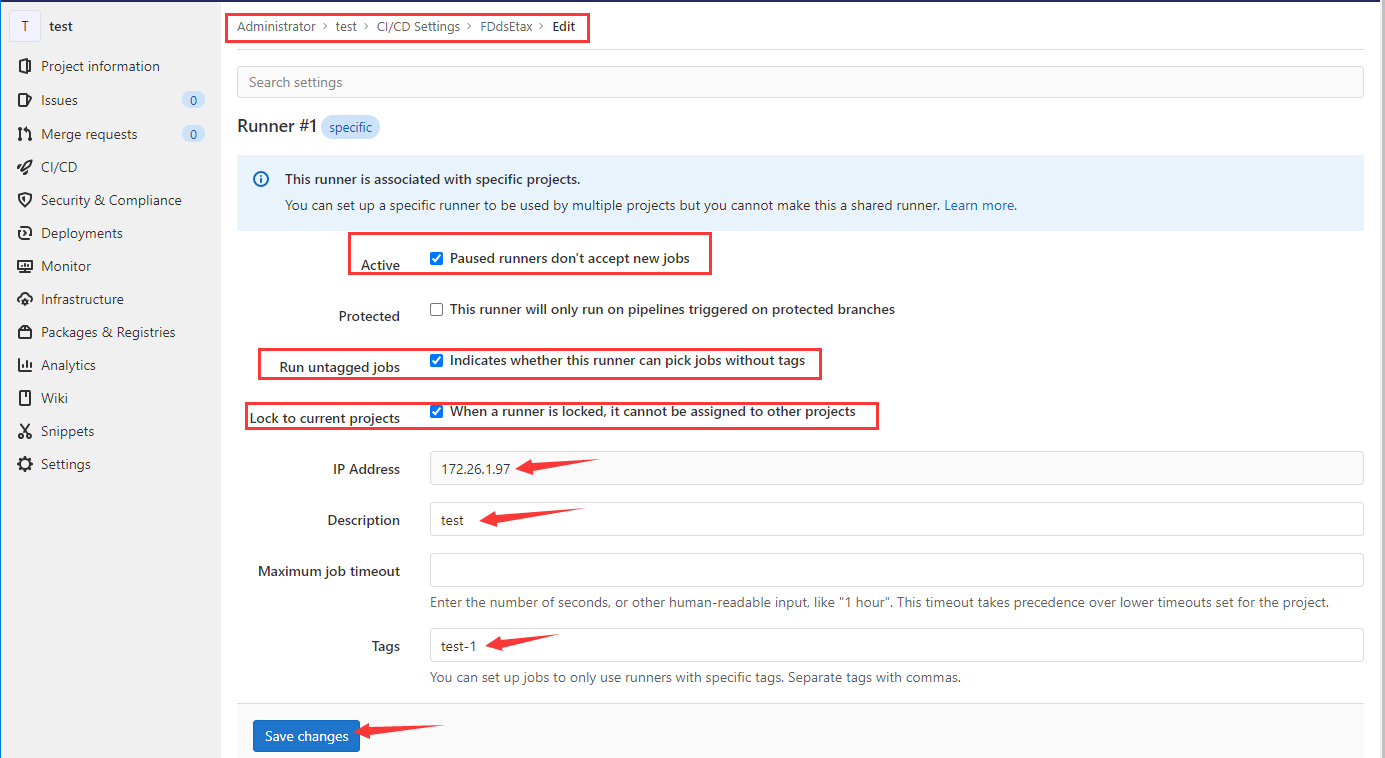 T test
Administrator > test > CI/CD Settings > FDdsEtax > Edit
Project information
Issues 0
Merge requests 0
CI/CD
Security & Compliance
Deployments
Monitor
Infrastructure
Packages & Registries
Analytics
Wiki
Snippets
Settings
Search settings
Runner #1 specific
This runner is associated with specific projects.
You can set up a specific runner to be used by multiple projects but you cannot make this a shared runner. Learn more.
Active Paused runners don't accept new jobs
Protected This runner will only run on pipelines triggered on protected branches
Run untagged jobs Indicates whether this runner can pick jobs without tags
Lock to current projects When a runner is locked, it cannot be assigned to other projects
IP Address 172.26.1.97
Description test
Maximum job timeout
Enter the number of seconds, or other human-readable input, like "1 hour". This timeout takes precedence over lower timeouts set for the project.
Tags test-1
You can set up jobs to only use runners with specific tags. Separate tags with commas.
Save changes